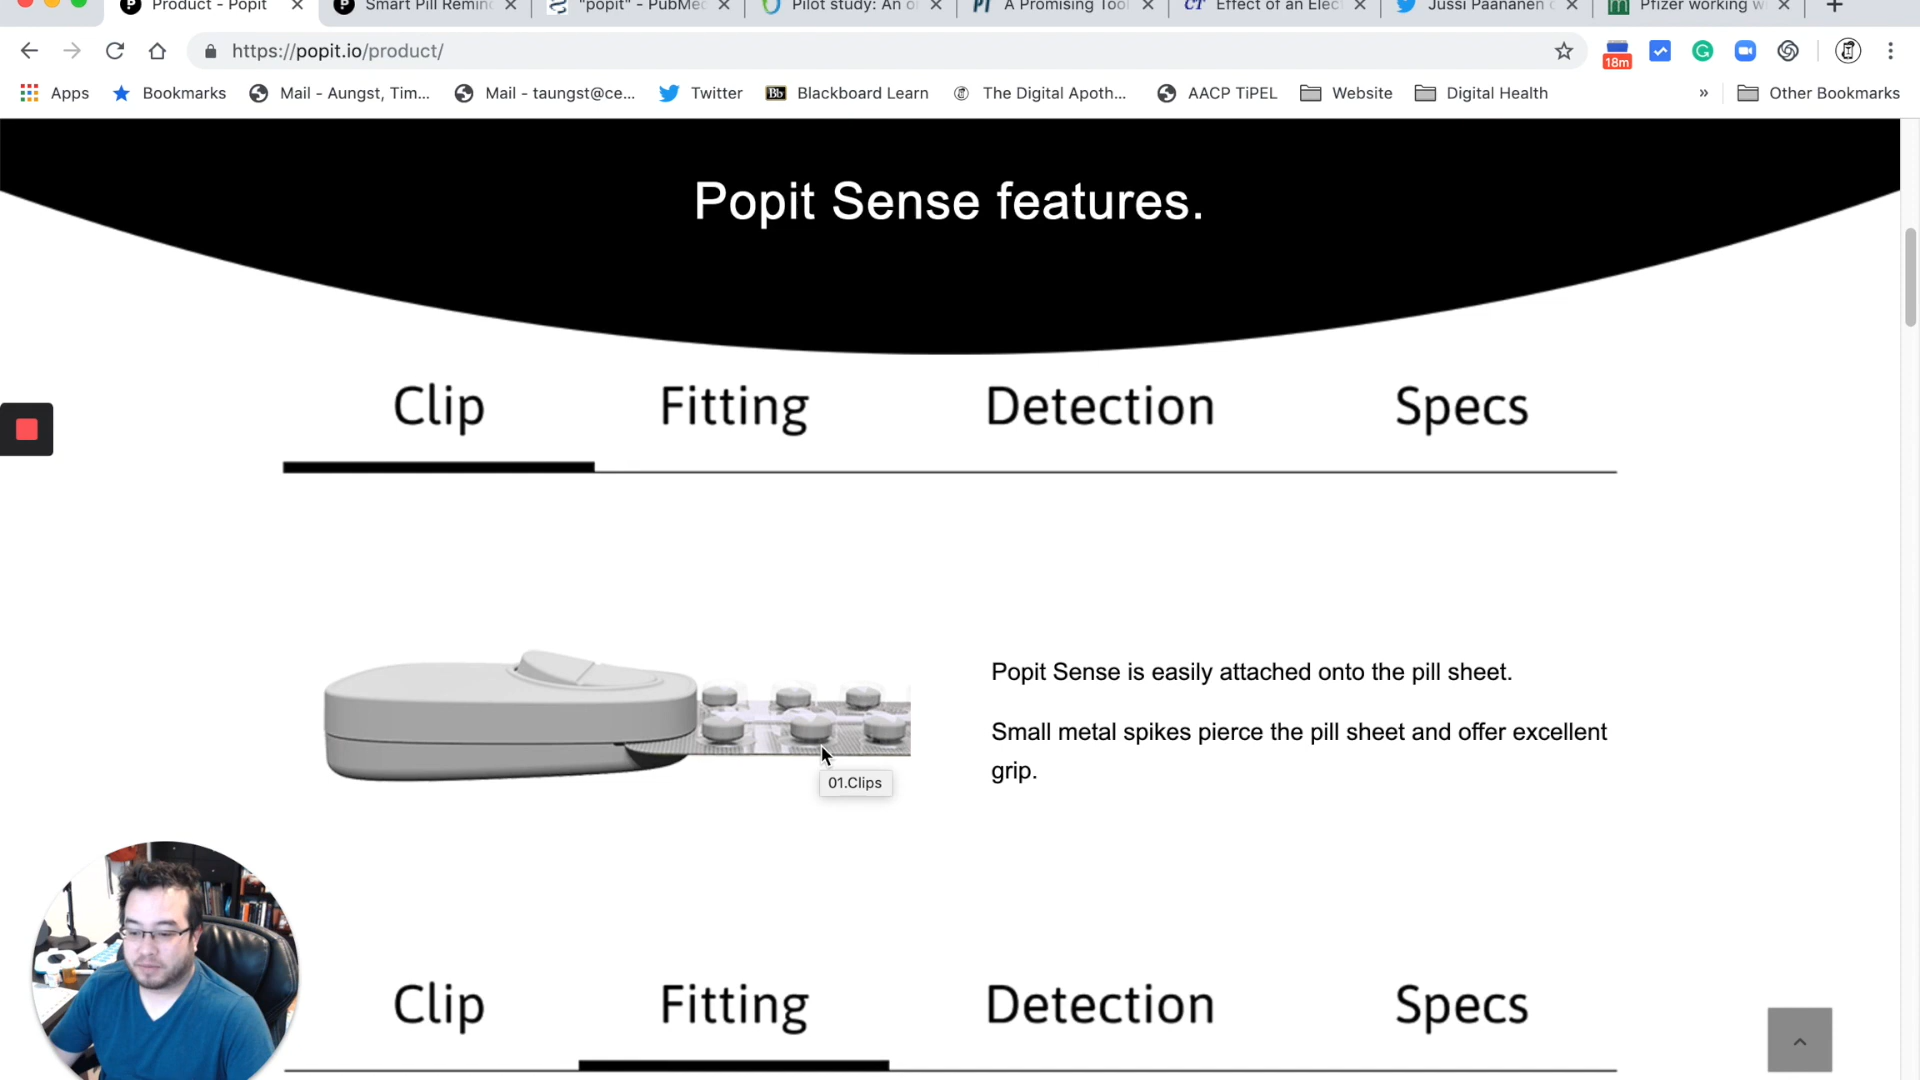 Product - Popit
Smart Pill Remin
"popit" - PubMe
Pilot study: An o
A Promising Tool
CT Effect of an Elec
Jussi Paananen
Pfizer working w
https://popit.io/product/
18m
Apps
Bookmarks
Mail - Aungst, Tim...
Mail - taungst@ce...
Twitter
Bb Blackboard Learn
The Digital Apoth...
AACP TiPEL
Website
Digital Health
»
Other Bookmarks
Popit Sense features.
Clip Fitting Detection Specs
Popit Sense is easily attached onto the pill sheet.
Small metal spikes pierce the pill sheet and offer excellent
grip.
01.Clips
Clip Fitting Detection Specs